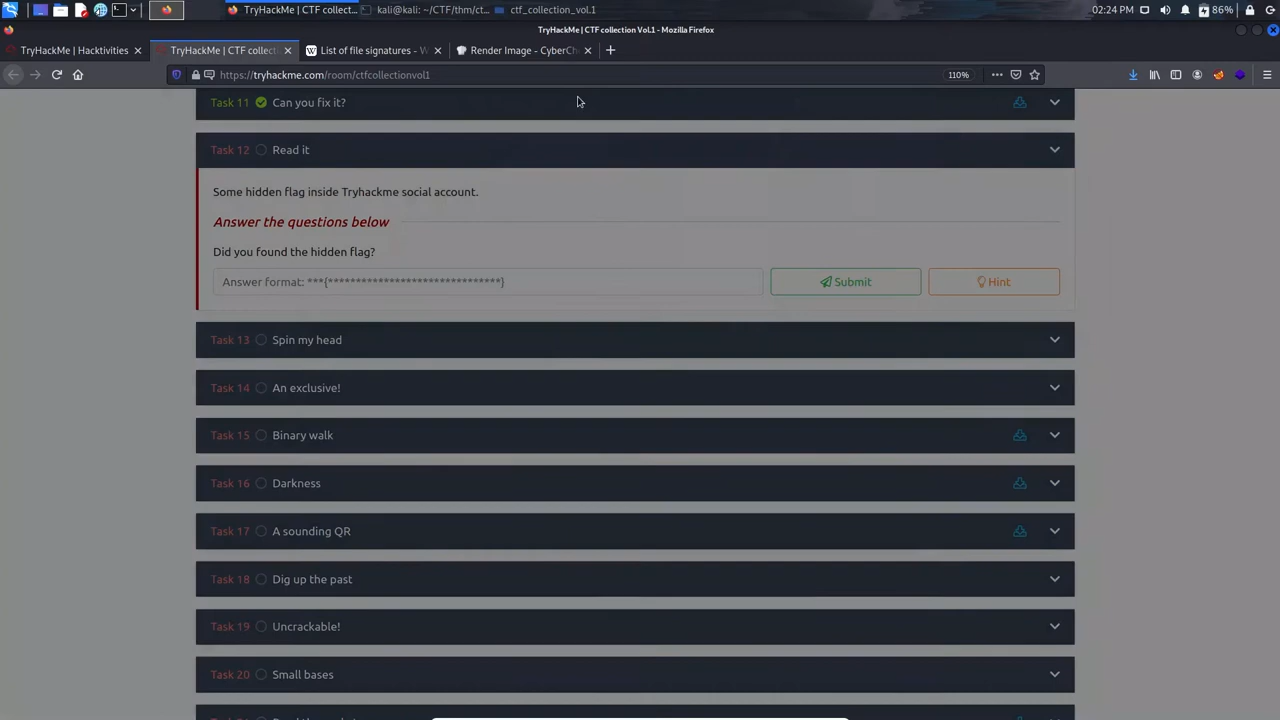 TryHackMe | CTF collect...
kali@kali: ~/CTF/thm/ct...
ctf_collection_vol.1
02:24 PM
86%
TryHackMe | CTF collection Vol.1 - Mozilla Firefox
TryHackMe | Hacktivities
TryHackMe | CTF collecti
List of file signatures - W
Render Image - CyberCh
https://tryhackme.com/room/ctfcollectionvol1
110%
Task 11 Can you fix it?
Task 12 Read it
Some hidden flag inside Tryhackme social account.
Answer the questions below
Did you found the hidden flag?
Answer format: ***{*******************************}
Submit
Hint
Task 13 Spin my head
Task 14 An exclusive!
Task 15 Binary walk
Task 16 Darkness
Task 17 A sounding QR
Task 18 Dig up the past
Task 19 Uncrackable!
Task 20 Small bases